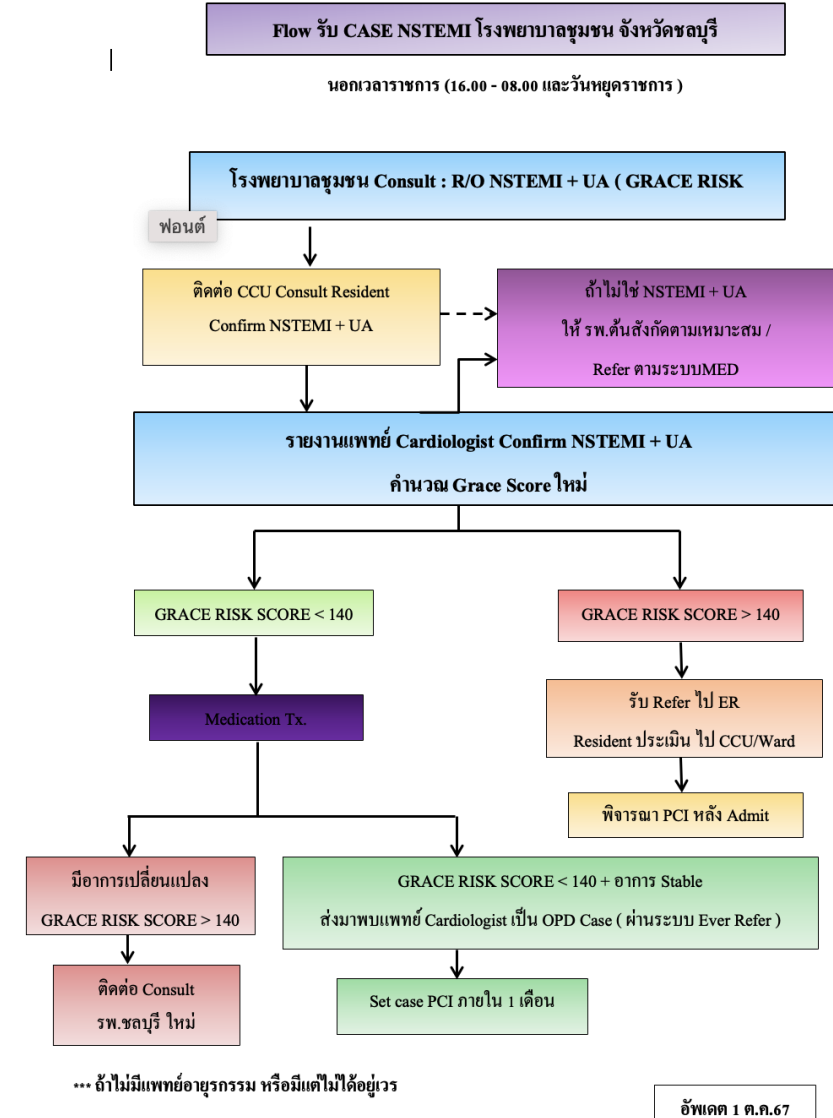 Flow รับ CASE NSTEMI โรงพยาบาลชุมชน จังหวัดชลบุรี
นอกเวลาราชการ (16.00 - 08.00 และวันหยุดราชการ )
โรงพยาบาลชุมชน Consult : R/O NSTEMI + UA ( GRACE RISK
ฟอนต์
ติดต่อ CCU Consult Resident
Confirm NSTEMI + UA
ถ้าไม่ใช่ NSTEMI + UA
ให้ รพ.ต้นสังกัดตามเหมาะสม /
Refer ตามระบบMED
รายงานแพทย์ Cardiologist Confirm NSTEMI + UA
คำนวณ Grace Score ใหม่
GRACE RISK SCORE < 140
GRACE RISK SCORE > 140
Medication Tx.
รับ Refer ไป ER
Resident ประเมิน ไป CCU/Ward
พิจารณา PCI หลัง Admit
มีอาการเปลี่ยนแปลง
GRACE RISK SCORE > 140
GRACE RISK SCORE < 140 + อาการ Stable
ส่งมาพบแพทย์ Cardiologist เป็น OPD Case ( ผ่านระบบ Ever Refer )
ติดต่อ Consult
รพ.ชลบุรี ใหม่
Set case PCI ภายใน 1 เดือน
*** ถ้าไม่มีแพทย์อายุรกรรม หรือมีแต่ไม่ได้อยู่เวร
อัพเดต 1 ต.ค.67